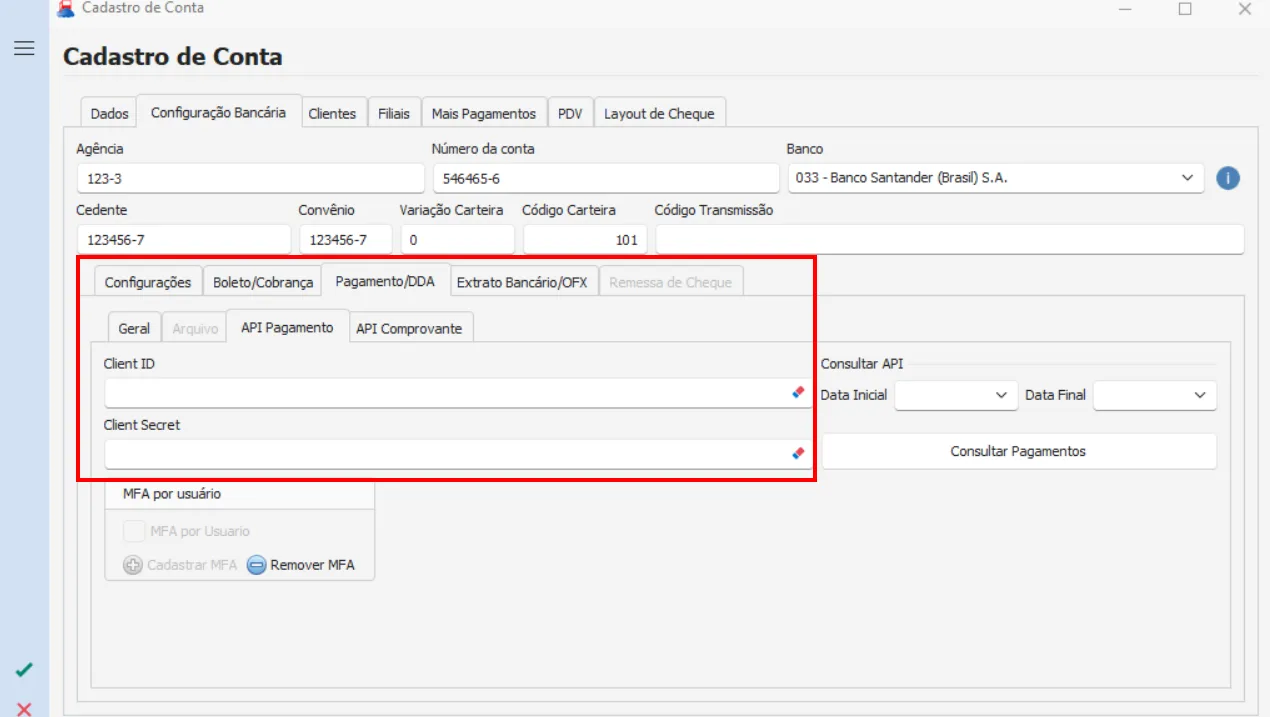 Cadastro de Conta
Cadastro de Conta
Dados Configuração Bancária Clientes Filiais Mais Pagamentos PDV Layout de Cheque
Agência Número da conta Banco
123-3 546465-6 033 - Banco Santander (Brasil) S.A.
Cedente Convênio Variação Carteira Código Carteira Código Transmissão
123456-7 123456-7 0 101
Configurações Boleto/Cobrança Pagamento/DDA Extrato Bancário/OFX Remessa de Cheque
Geral Arquivo API Pagamento API Comprovante
Client ID Consultar API
Data Inicial Data Final
Client Secret
Consultar Pagamentos
MFA por usuário
MFA por Usuario
Cadastrar MFA Remover MFA